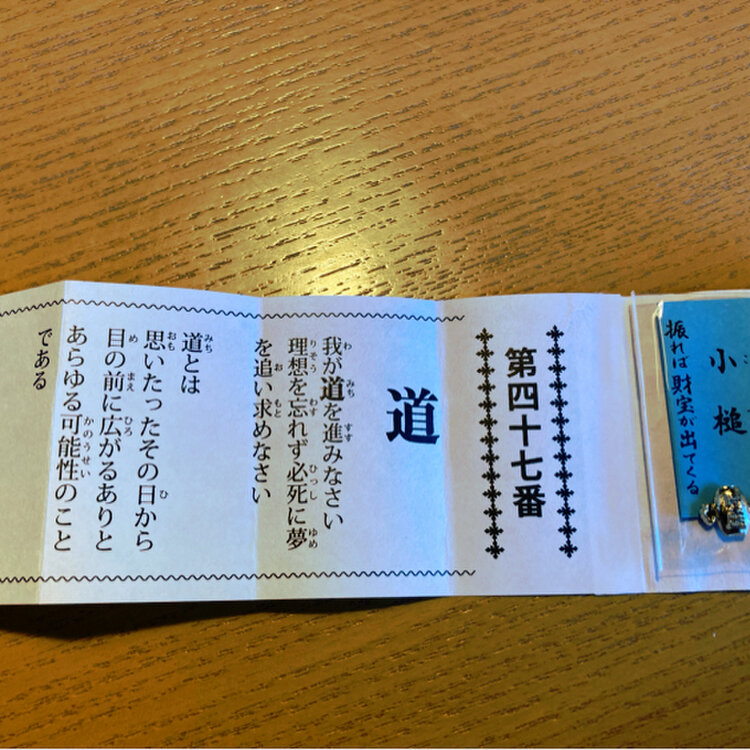 小槌
振れば財宝が出てくる
第四十七番
道
我が道を進みなさい
理想を忘れず必死に夢
を追い求めなさい
道とは
思いたったその日から
目の前に広がるありと
あらゆる可能性のこと
である